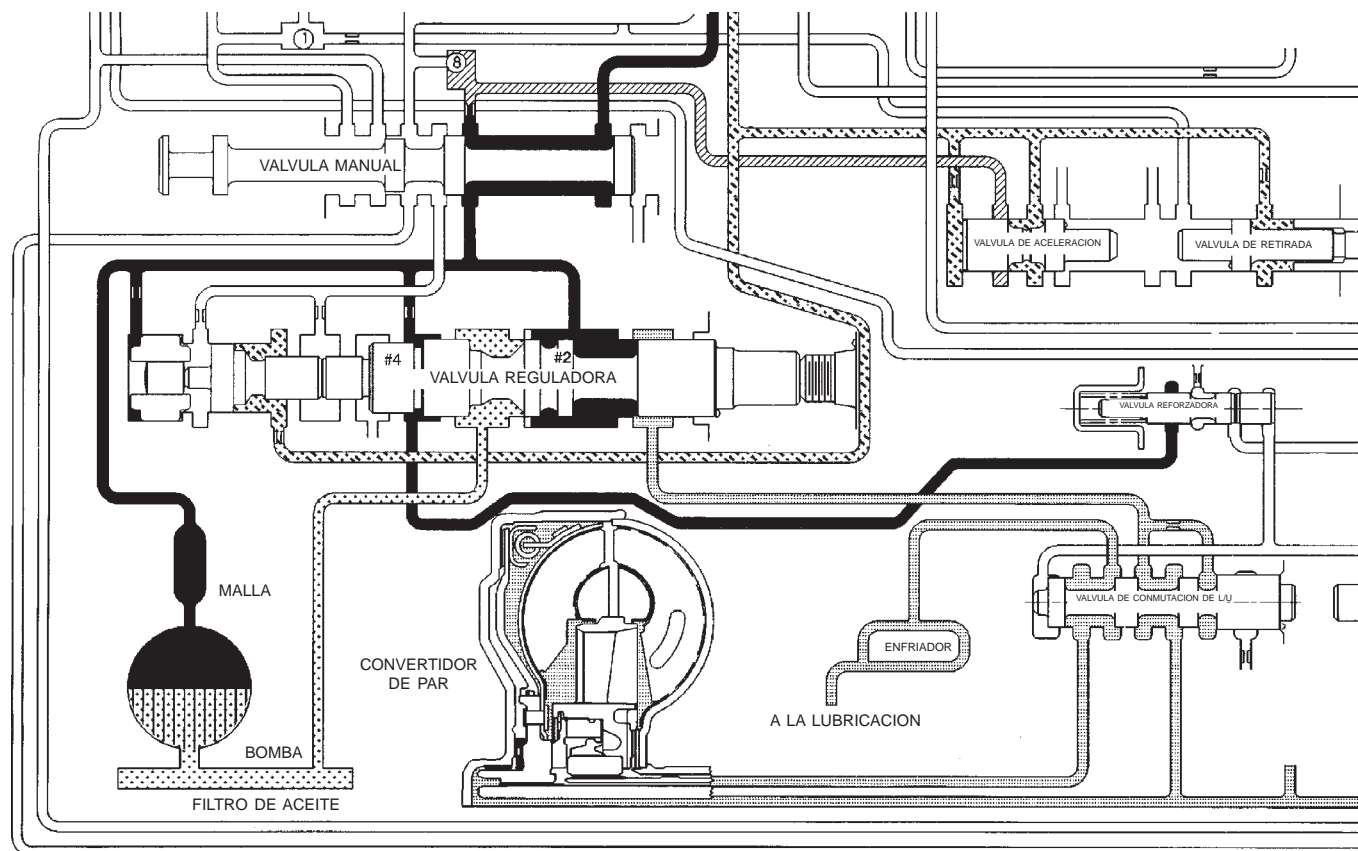 1
8
VALVULA MANUAL
VALVULA DE ACELERACION
VALVULA DE RETIRADA
#4
#2
VALVULA REGULADORA
VALVULA REFORZADORA
MALLA
VALVULA DE CONMUTACION DE L/U
ENFRIADOR
CONVERTIDOR
DE PAR
A LA LUBRICACION
BOMBA
FILTRO DE ACEITE